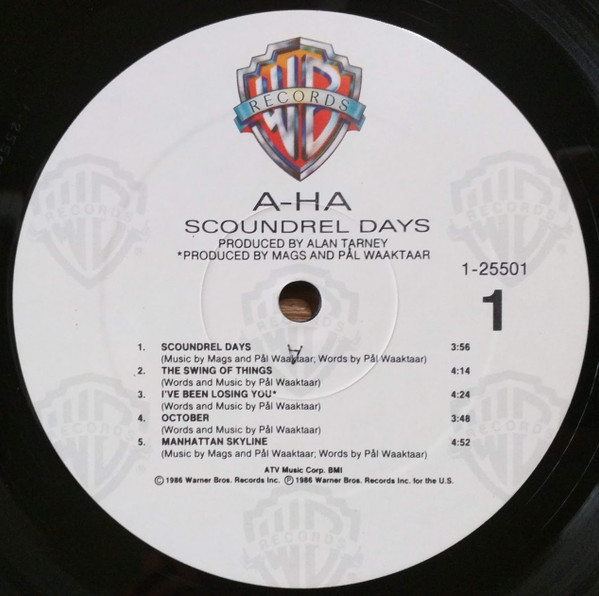 WB
RECORDS
A-HA
SCOUNDREL DAYS
PRODUCED BY ALAN TARNEY
*PRODUCED BY MAGS AND PÅL WAAKTAAR
1-25501
1
A
1. SCOUNDREL DAYS 3:56
(Music by Mags and Pål Waaktaar; Words by Pål Waaktaar)
2. THE SWING OF THINGS 4:14
(Words and Music by Pål Waaktaar)
3. I'VE BEEN LOSING YOU* 4:24
(Words and Music by Pål Waaktaar)
4. OCTOBER 3:48
(Words and Music by Pål Waaktaar)
5. MANHATTAN SKYLINE 4:52
(Music by Mags and Pål Waaktaar; Words by Pål Waaktaar)
ATV Music Corp. BMI
Ⓒ 1986 Warner Bros. Records Inc. Ⓟ 1986 Warner Bros. Records Inc. for the U.S.